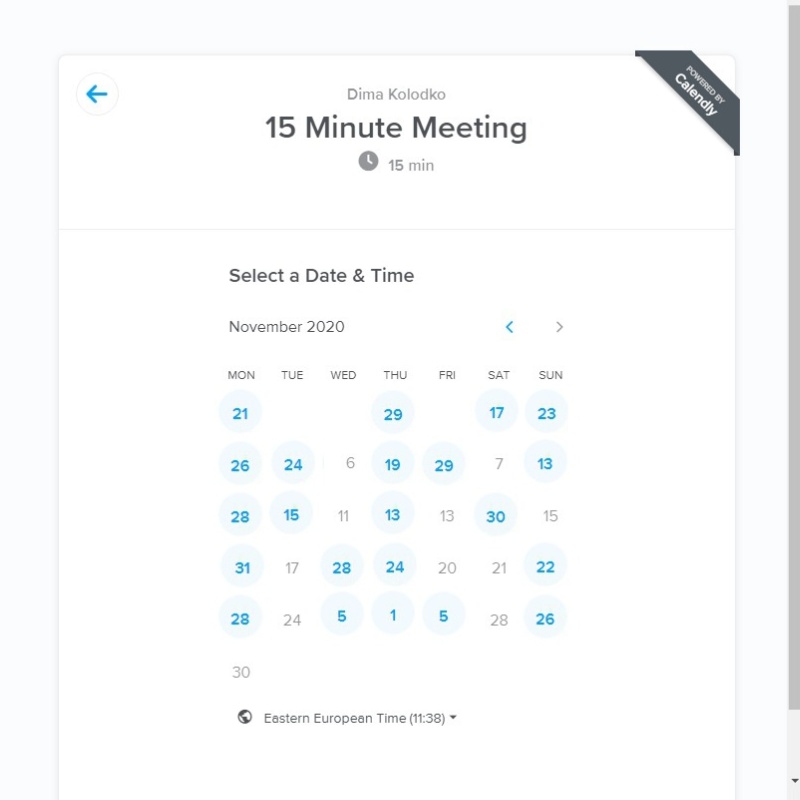 POWERED BY
Calendly
Dima Kolodko
15 Minute Meeting
15 min
Select a Date & Time
November 2020
MON TUE WED THU FRI SAT SUN
21 29 17 23
26 24 6 19 29 7 13
28 15 11 13 13 30 15
31 17 28 24 20 21 22
28 24 5 1 5 28 26
30
Eastern European Time (11:38)